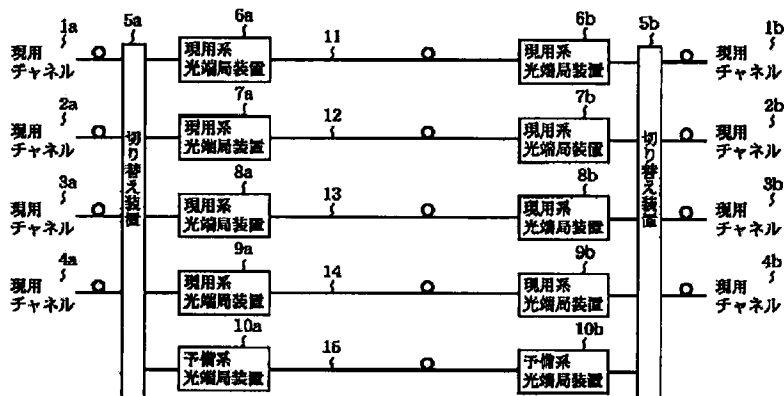 5a
6a
6b
5b
1a
11
1b
現用
チャネル
現用系
光端局装置
現用系
光端局装置
現用
チャネル
2a
7a
12
7b
2b
現用
チャネル
現用系
光端局装置
現用系
光端局装置
現用
チャネル
切り替え装置
切り替え装置
3a
8a
13
8b
3b
現用
チャネル
現用系
光端局装置
現用系
光端局装置
現用
チャネル
4a
9a
14
9b
4b
現用
チャネル
現用系
光端局装置
現用系
光端局装置
現用
チャネル
10a
15
10b
予備系
光端局装置
予備系
光端局装置